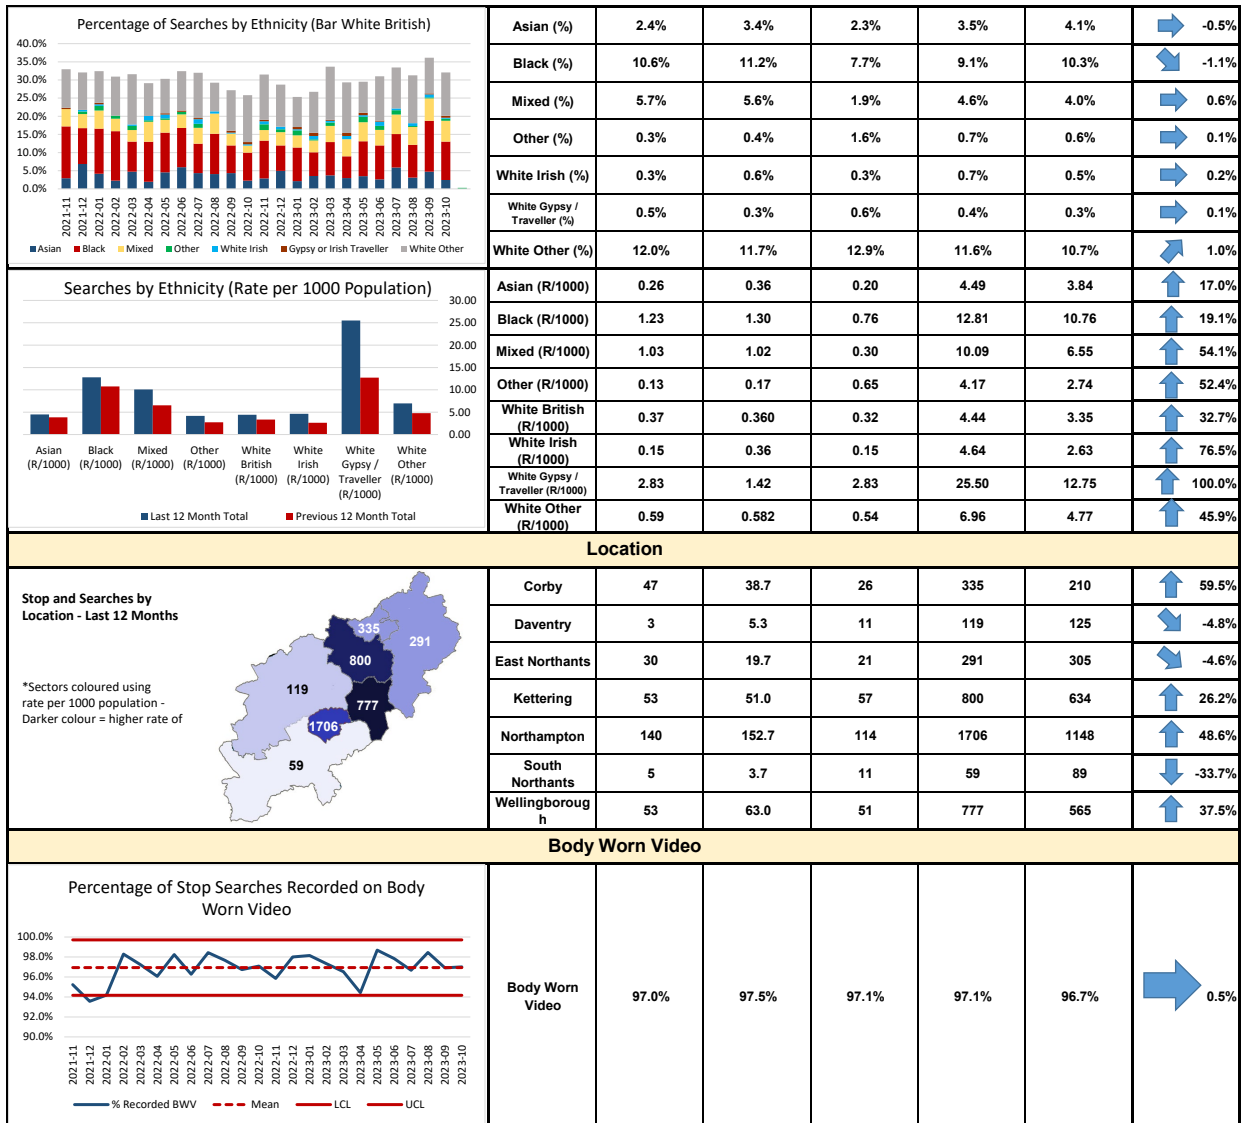 Percentage of Searches by Ethnicity (Bar White British)
40.0%
35.0%
30.0%
25.0%
20.0%
15.0%
10.0%
5.0%
0.0%
2021-11 2021-12 2022-01 2022-02 2022-03 2022-04 2022-05 2022-06 2022-07 2022-08 2022-09 2022-10 2022-11 2022-12 2023-01 2023-02 2023-03 2023-04 2023-05 2023-06 2023-07 2023-08 2023-09 2023-10
Asian Black Mixed Other White Irish Gypsy or Irish Traveller White Other
Asian (%) 2.4% 3.4% 2.3% 3.5% 4.1% -0.5%
Black (%) 10.6% 11.2% 7.7% 9.1% 10.3% -1.1%
Mixed (%) 5.7% 5.6% 1.9% 4.6% 4.0% 0.6%
Other (%) 0.3% 0.4% 1.6% 0.7% 0.6% 0.1%
White Irish (%) 0.3% 0.6% 0.3% 0.7% 0.5% 0.2%
White Gypsy /
Traveller (%) 0.5% 0.3% 0.6% 0.4% 0.3% 0.1%
White Other (%) 12.0% 11.7% 12.9% 11.6% 10.7% 1.0%
Searches by Ethnicity (Rate per 1000 Population)
30.00
25.00
20.00
15.00
10.00
5.00
0.00
Asian Black Mixed Other White White White White
(R/1000) (R/1000) (R/1000) (R/1000) British Irish Gypsy / Other
(R/1000) (R/1000) Traveller (R/1000)
(R/1000)
Last 12 Month Total Previous 12 Month Total
Asian (R/1000) 0.26 0.36 0.20 4.49 3.84 17.0%
Black (R/1000) 1.23 1.30 0.76 12.81 10.76 19.1%
Mixed (R/1000) 1.03 1.02 0.30 10.09 6.55 54.1%
Other (R/1000) 0.13 0.17 0.65 4.17 2.74 52.4%
White British
(R/1000) 0.37 0.360 0.32 4.44 3.35 32.7%
White Irish
(R/1000) 0.15 0.36 0.15 4.64 2.63 76.5%
White Gypsy /
Traveller (R/1000) 2.83 1.42 2.83 25.50 12.75 100.0%
White Other
(R/1000) 0.59 0.582 0.54 6.96 4.77 45.9%
Location
Stop and Searches by
Location - Last 12 Months
*Sectors coloured using
rate per 1000 population -
Darker colour = higher rate of
335
291
800
119
777
1706
59
Corby 47 38.7 26 335 210 59.5%
Daventry 3 5.3 11 119 125 -4.8%
East Northants 30 19.7 21 291 305 -4.6%
Kettering 53 51.0 57 800 634 26.2%
Northampton 140 152.7 114 1706 1148 48.6%
South
Northants 5 3.7 11 59 89 -33.7%
Wellingboroug
h 53 63.0 51 777 565 37.5%
Body Worn Video
Percentage of Stop Searches Recorded on Body
Worn Video
100.0%
98.0%
96.0%
94.0%
92.0%
90.0%
2021-11 2021-12 2022-01 2022-02 2022-03 2022-04 2022-05 2022-06 2022-07 2022-08 2022-09 2022-10 2022-11 2022-12 2023-01 2023-02 2023-03 2023-04 2023-05 2023-06 2023-07 2023-08 2023-09 2023-10
% Recorded BWV Mean LCL UCL
Body Worn
Video 97.0% 97.5% 97.1% 97.1% 96.7% 0.5%